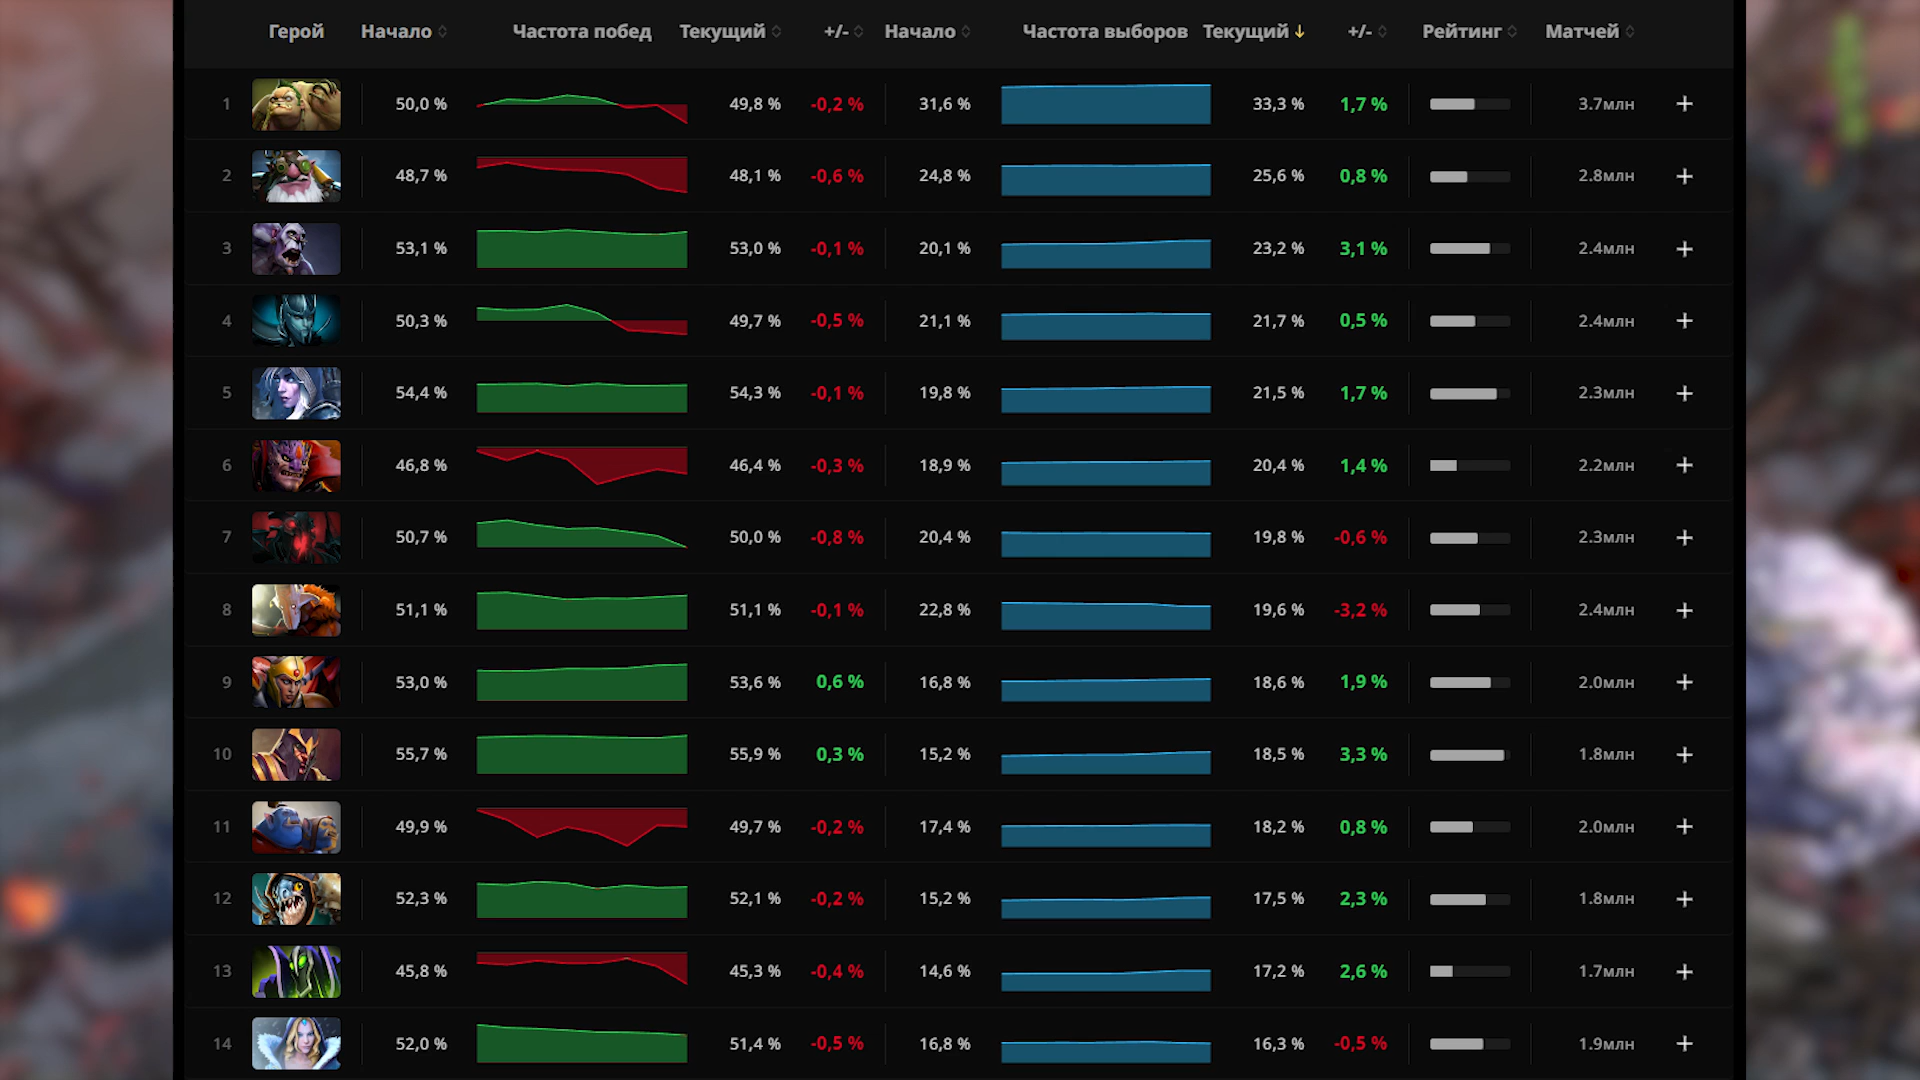 Герой Начало Частота побед Текущий +/- Начало Частота выборов Текущий +/- Рейтинг Матчей
1 50,0 % 49,8 % -0,2 % 31,6 % 33,3 % 1,7 % 3.7млн +
2 48,7 % 48,1 % -0,6 % 24,8 % 25,6 % 0,8 % 2.8млн +
3 53,1 % 53,0 % -0,1 % 20,1 % 23,2 % 3,1 % 2.4млн +
4 50,3 % 49,7 % -0,5 % 21,1 % 21,7 % 0,5 % 2.4млн +
5 54,4 % 54,3 % -0,1 % 19,8 % 21,5 % 1,7 % 2.3млн +
6 46,8 % 46,4 % -0,3 % 18,9 % 20,4 % 1,4 % 2.2млн +
7 50,7 % 50,0 % -0,8 % 20,4 % 19,8 % -0,6 % 2.3млн +
8 51,1 % 51,1 % -0,1 % 22,8 % 19,6 % -3,2 % 2.4млн +
9 53,0 % 53,6 % 0,6 % 16,8 % 18,6 % 1,9 % 2.0млн +
10 55,7 % 55,9 % 0,3 % 15,2 % 18,5 % 3,3 % 1.8млн +
11 49,9 % 49,7 % -0,2 % 17,4 % 18,2 % 0,8 % 2.0млн +
12 52,3 % 52,1 % -0,2 % 15,2 % 17,5 % 2,3 % 1.8млн +
13 45,8 % 45,3 % -0,4 % 14,6 % 17,2 % 2,6 % 1.7млн +
14 52,0 % 51,4 % -0,5 % 16,8 % 16,3 % -0,5 % 1.9млн +